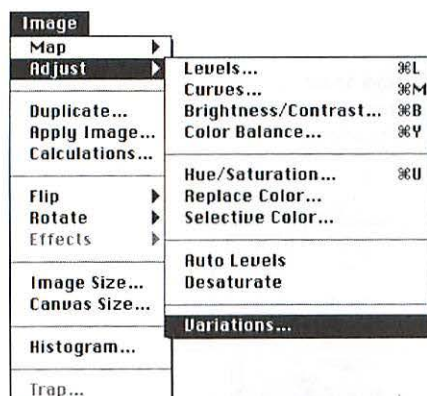 Image
Map
Adjust
Duplicate...
Apply Image...
Calculations...
Flip
Rotate
Effects
Image Size...
Canvas Size...
Histogram...
Trap...
Levels... ⌘L
Curves... ⌘M
Brightness/Contrast... ⌘B
Color Balance... ⌘Y
Hue/Saturation... ⌘U
Replace Color...
Selective Color...
Auto Levels
Desaturate
Variations...